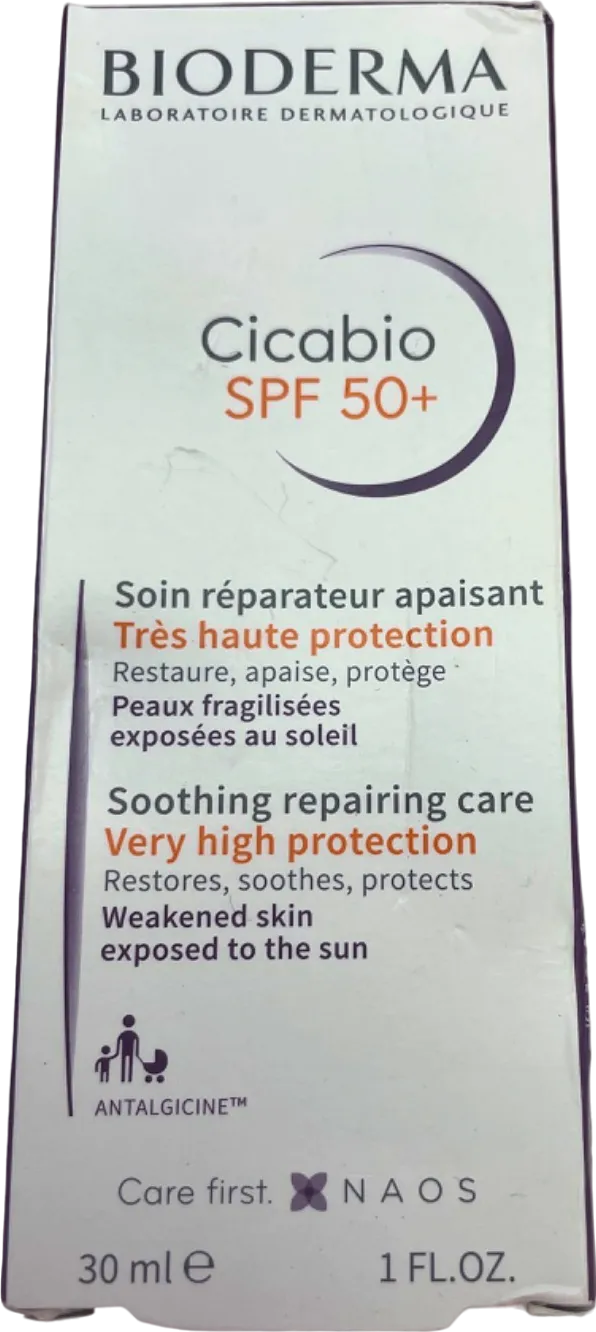 BIODERMA
LABORATOIRE DERMATOLOGIQUE
Cicabio
SPF 50+
Soin réparateur apaisant
Très haute protection
Restaure, apaise, protège
Peaux fragilisées
exposées au soleil
Soothing repairing care
Very high protection
Restores, soothes, protects
Weakened skin
exposed to the sun
ANTALGICINE™
Care first. NAOS
30 ml ℮ 1 FL.OZ.